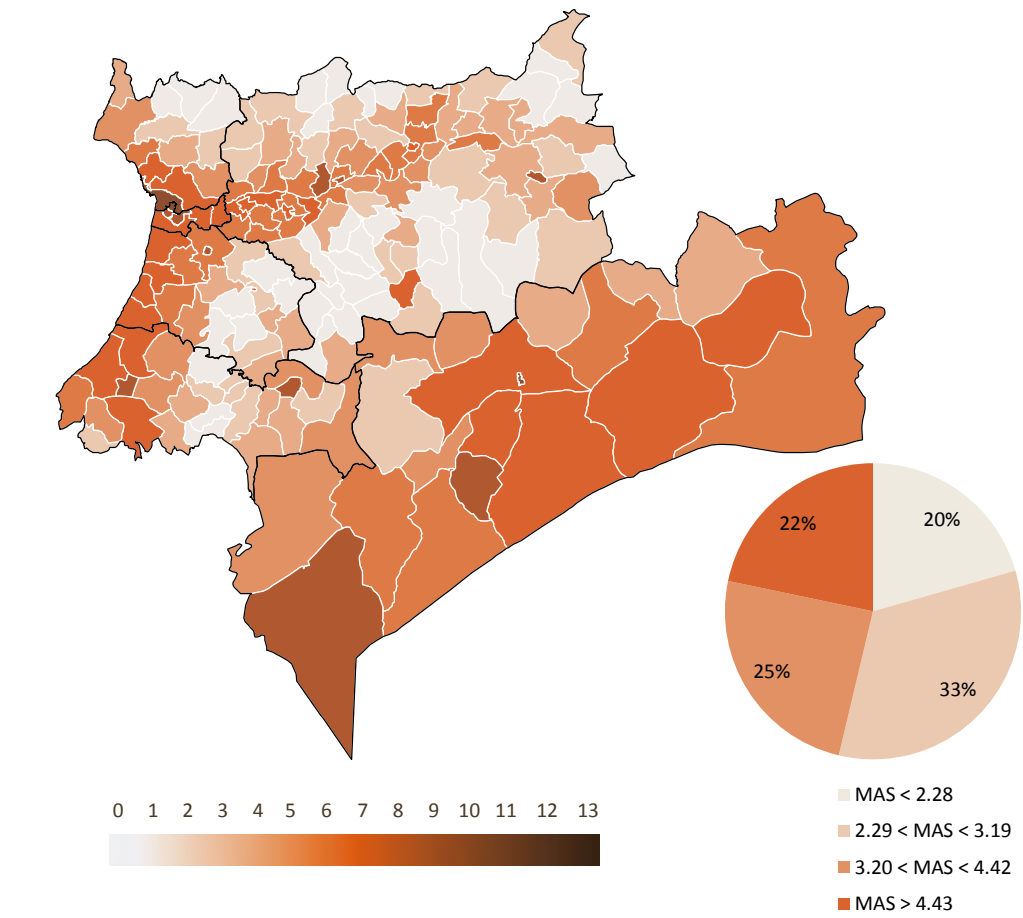 22%
20%
25%
33%
0 1 2 3 4 5 6 7 8 9 10 11 12 13
MAS < 2.28
2.29 < MAS < 3.19
3.20 < MAS < 4.42
MAS > 4.43